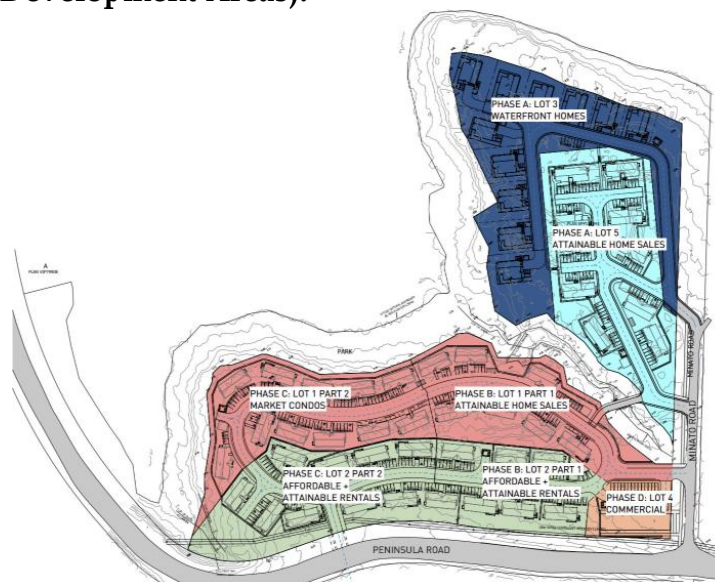 Development Areas).
PHASE A: LOT 3
WATERFRONT HOMES
PHASE A: LOT 5
ATTAINABLE HOME SALES
A
PARK
MINATO ROAD
PHASE C: LOT 1 PART 2
MARKET CONDOS
PHASE B: LOT 1 PART 1
ATTAINABLE HOME SALES
MINATO ROAD
PHASE C: LOT 2 PART 2
AFFORDABLE +
ATTAINABLE RENTALS
PHASE B: LOT 2 PART 1
AFFORDABLE +
ATTAINABLE RENTALS
PHASE D: LOT 4
COMMERCIAL
PENINSULA ROAD